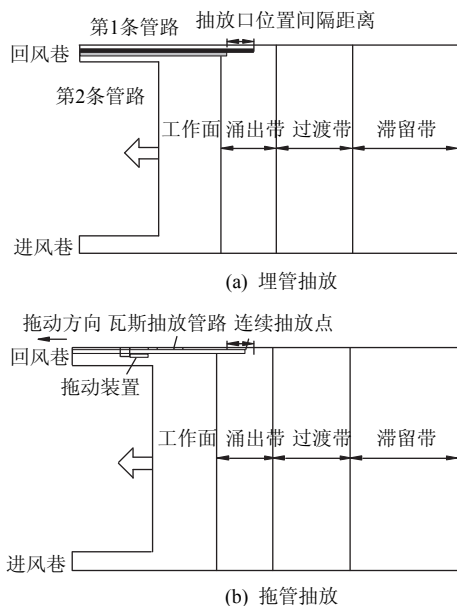 第1条管路 抽放口位置间隔距离
回风巷
第2条管路
工作面 涌出带 过渡带 滞留带
进风巷
(a) 埋管抽放
拖动方向 瓦斯抽放管路 连续抽放点
回风巷
拖动装置
工作面 涌出带 过渡带 滞留带
进风巷
(b) 拖管抽放